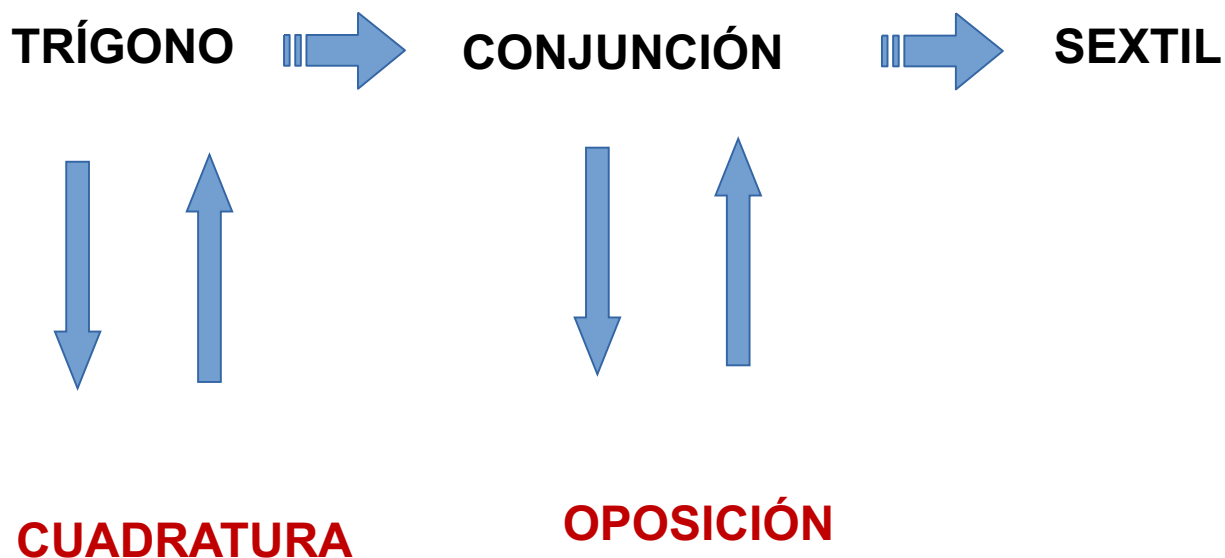 TRÍGONO
CONJUNCIÓN
SEXTIL
CUADRATURA
OPOSICIÓN